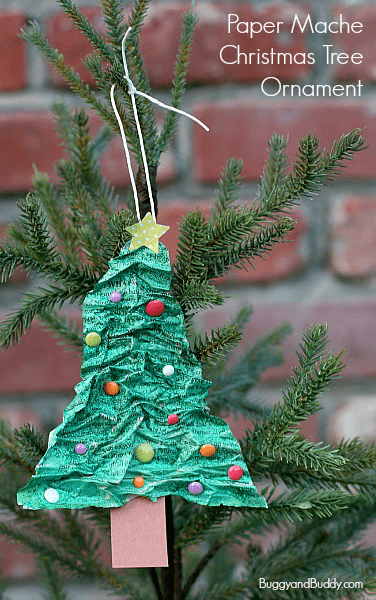 Paper Mache
Christmas Tree
Ornament
BuggyandBuddy.com